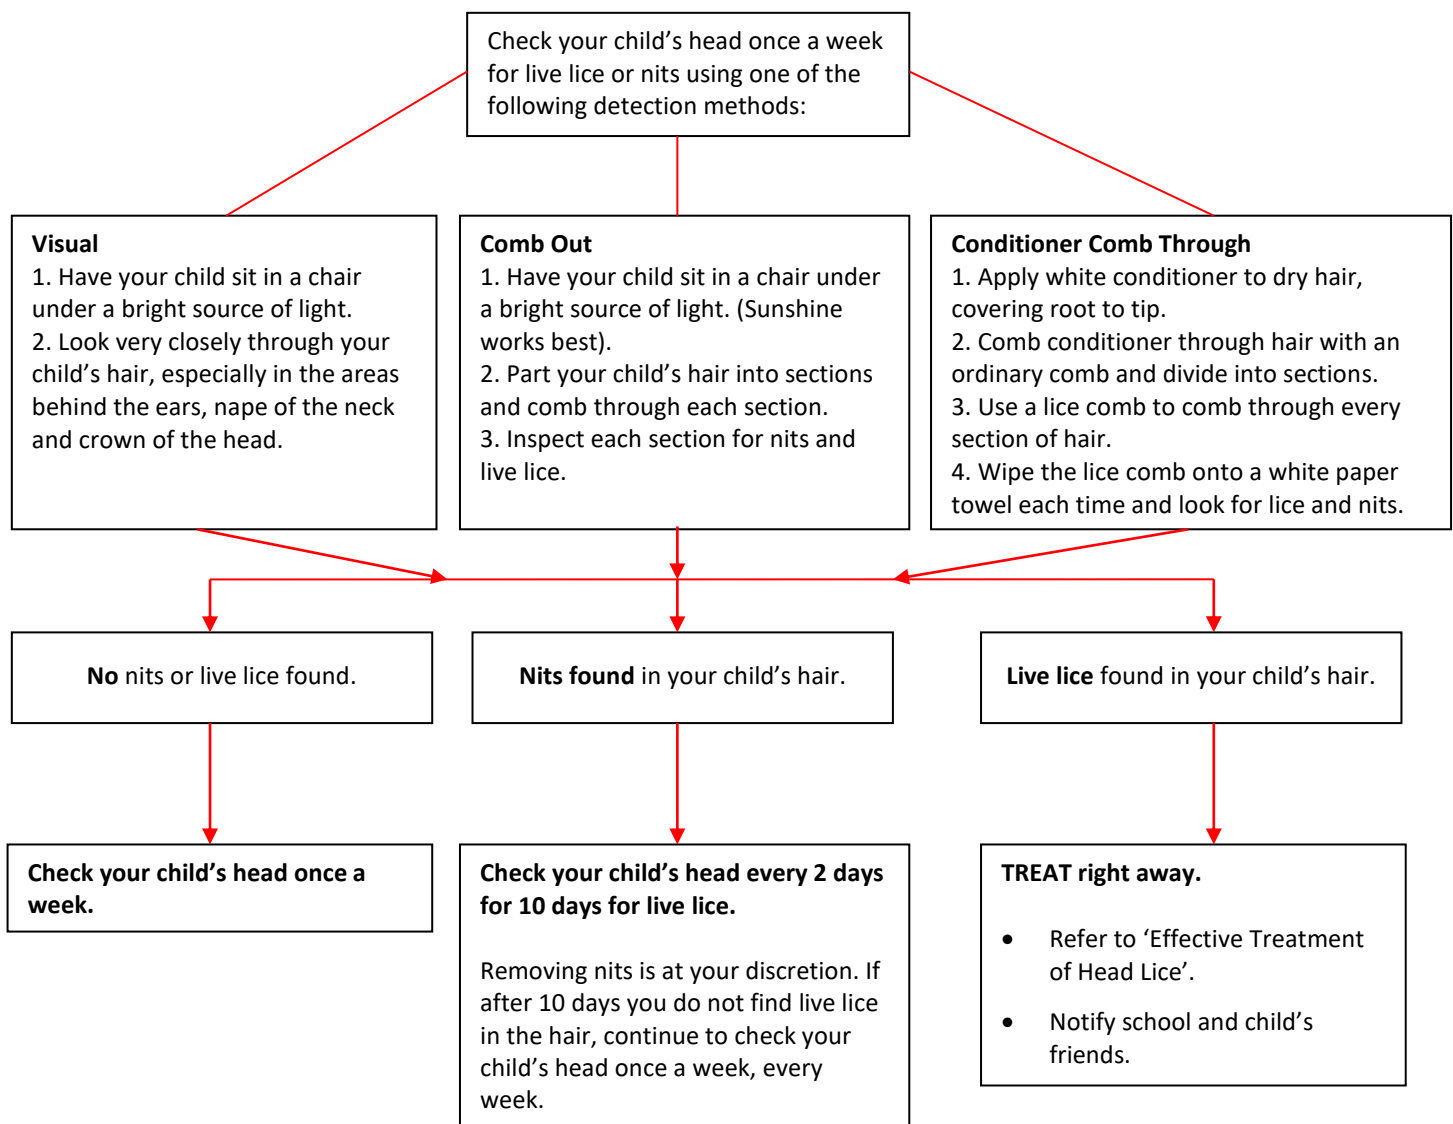 Check your child’s head once a week
for live lice or nits using one of the
following detection methods:
Visual
1. Have your child sit in a chair
under a bright source of light.
2. Look very closely through your
child’s hair, especially in the areas
behind the ears, nape of the neck
and crown of the head.
Comb Out
1. Have your child sit in a chair under
a bright source of light. (Sunshine
works best).
2. Part your child’s hair into sections
and comb through each section.
3. Inspect each section for nits and
live lice.
Conditioner Comb Through
1. Apply white conditioner to dry hair,
covering root to tip.
2. Comb conditioner through hair with an
ordinary comb and divide into sections.
3. Use a lice comb to comb through every
section of hair.
4. Wipe the lice comb onto a white paper
towel each time and look for lice and nits.
No nits or live lice found.
Nits found in your child’s hair.
Live lice found in your child’s hair.
Check your child’s head once a
week.
Check your child’s head every 2 days
for 10 days for live lice.
Removing nits is at your discretion. If
after 10 days you do not find live lice
in the hair, continue to check your
child’s head once a week, every
week.
TREAT right away.
• Refer to ‘Effective Treatment
of Head Lice’.
• Notify school and child’s
friends.